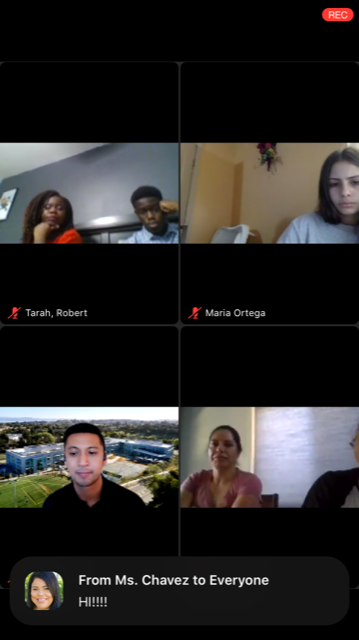 REC
Tarah, Robert
Maria Ortega
From Ms. Chavez to Everyone
HI!!!!